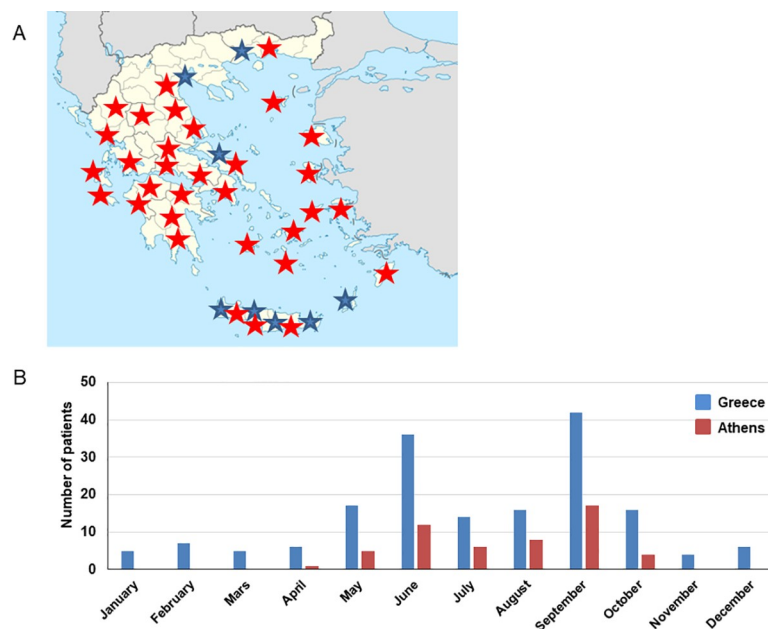 A
B
Number of patients
50
40
30
20
10
0
Greece
Athens
January
February
Mars
April
May
June
July
August
September
October
November
December